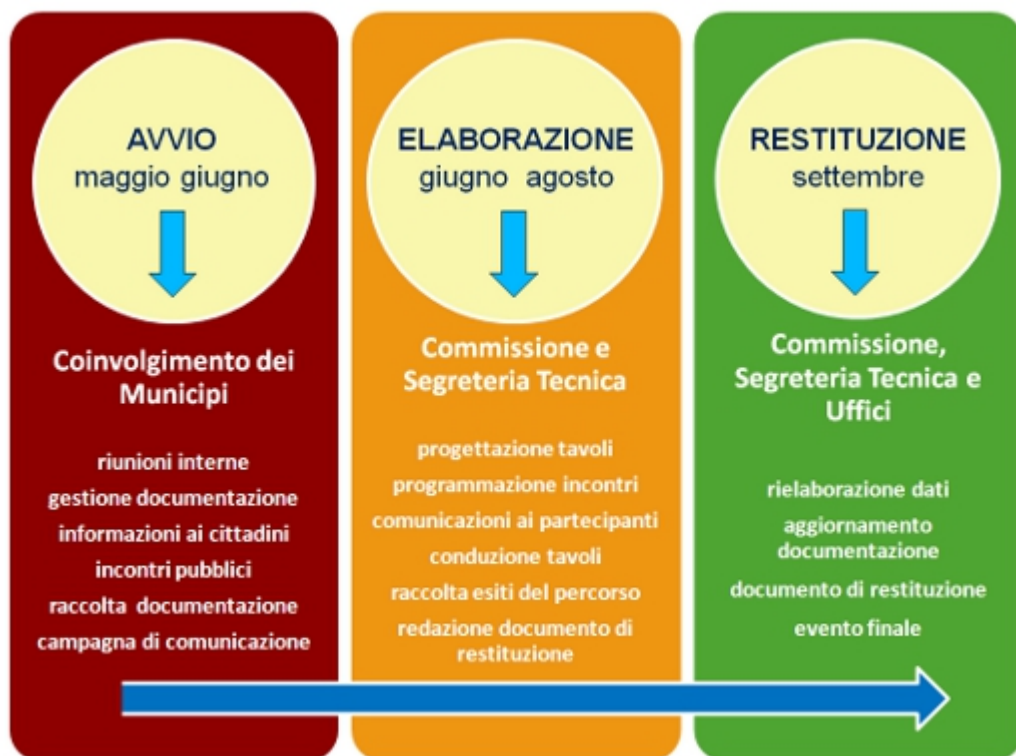 AVVIO
maggio giugno
Coinvolgimento dei
Municipi
riunioni interne
gestione documentazione
informazioni ai cittadini
incontri pubblici
raccolta documentazione
campagna di comunicazione
ELABORAZIONE
giugno agosto
Commissione e
Segreteria Tecnica
progettazione tavoli
programmazione incontri
comunicazioni ai partecipanti
conduzione tavoli
raccolta esiti del percorso
redazione documento di
restituzione
RESTITUZIONE
settembre
Commissione,
Segreteria Tecnica e
Uffici
rielaborazione dati
aggiornamento
documentazione
documento di restituzione
evento finale